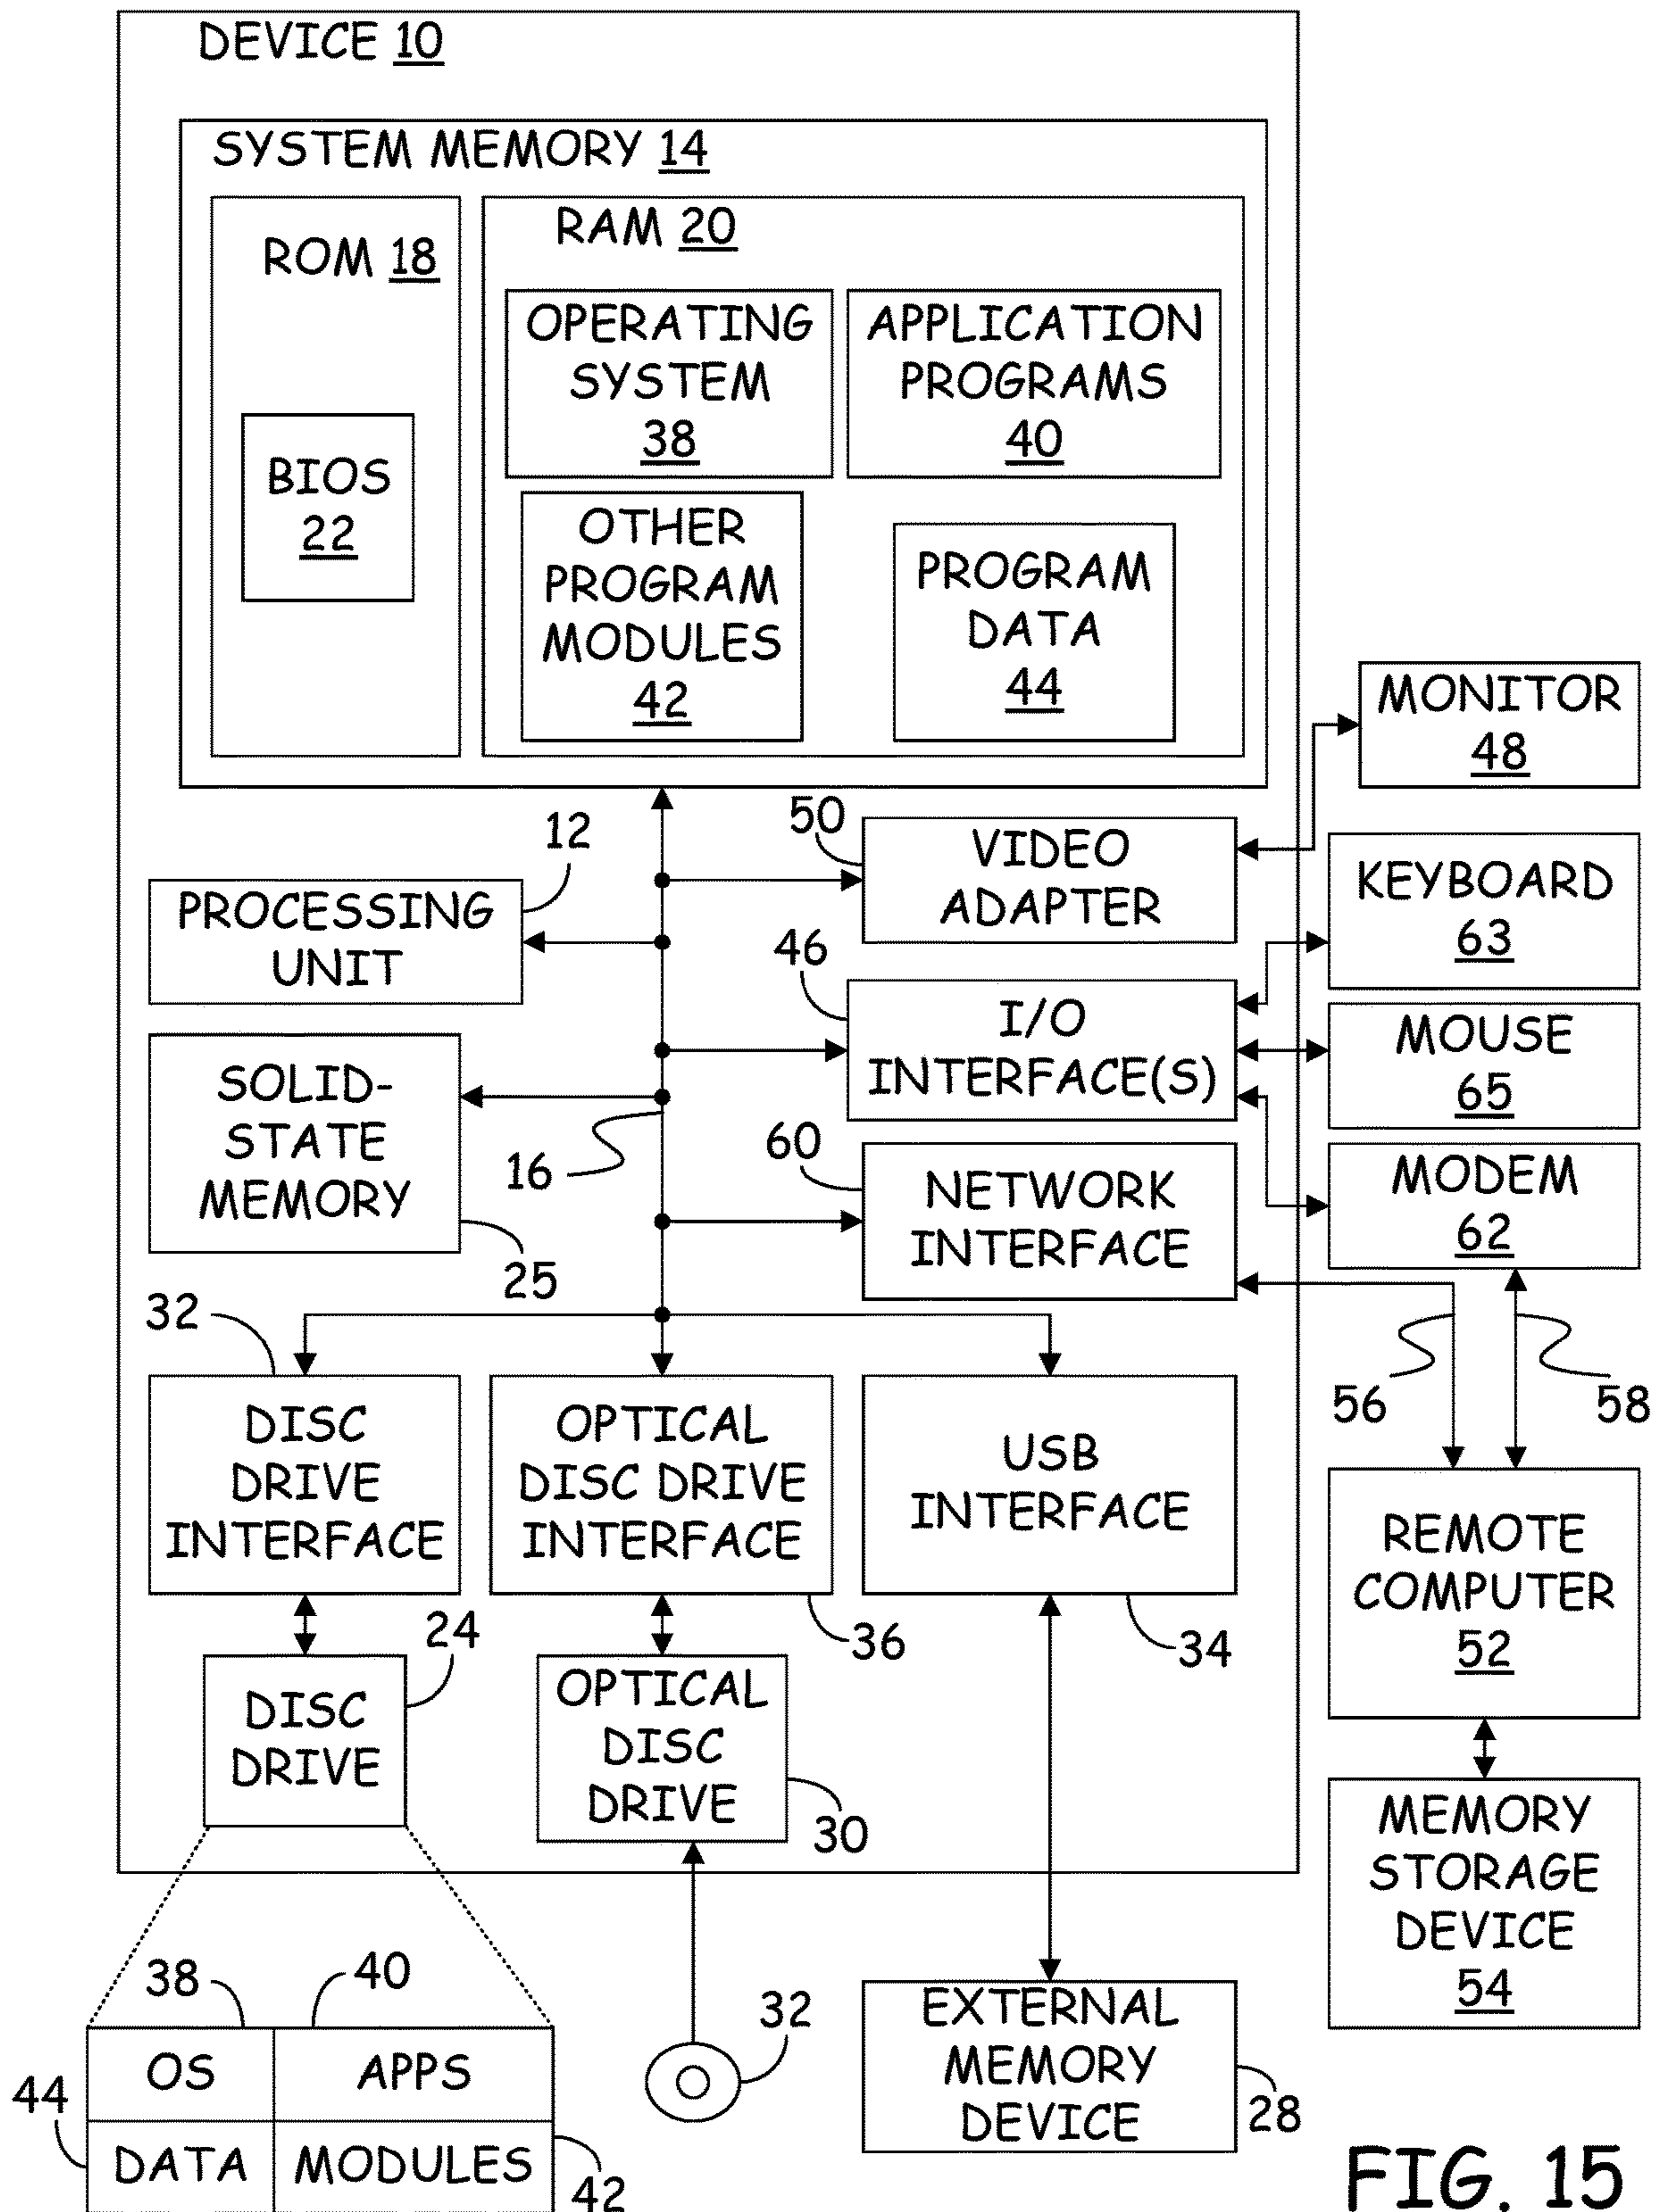 DEVICE 10
SYSTEM MEMORY 14
ROM 18
BIOS
22
RAM 20
OPERATING
SYSTEM
38
APPLICATION
PROGRAMS
40
OTHER
PROGRAM
MODULES
42
PROGRAM
DATA
44
MONITOR
48
12
PROCESSING
UNIT
50
VIDEO
ADAPTER
KEYBOARD
63
46
I/O
INTERFACE(S)
MOUSE
65
SOLID-
STATE
MEMORY
25
16
60
NETWORK
INTERFACE
MODEM
62
56
58
32
DISC
DRIVE
INTERFACE
OPTICAL
DISC DRIVE
INTERFACE
36
USB
INTERFACE
34
REMOTE
COMPUTER
52
24
DISC
DRIVE
OPTICAL
DISC
DRIVE
30
MEMORY
STORAGE
DEVICE
54
38
40
OS
APPS
44
DATA
MODULES
42
32
EXTERNAL
MEMORY
DEVICE
28
FIG. 15